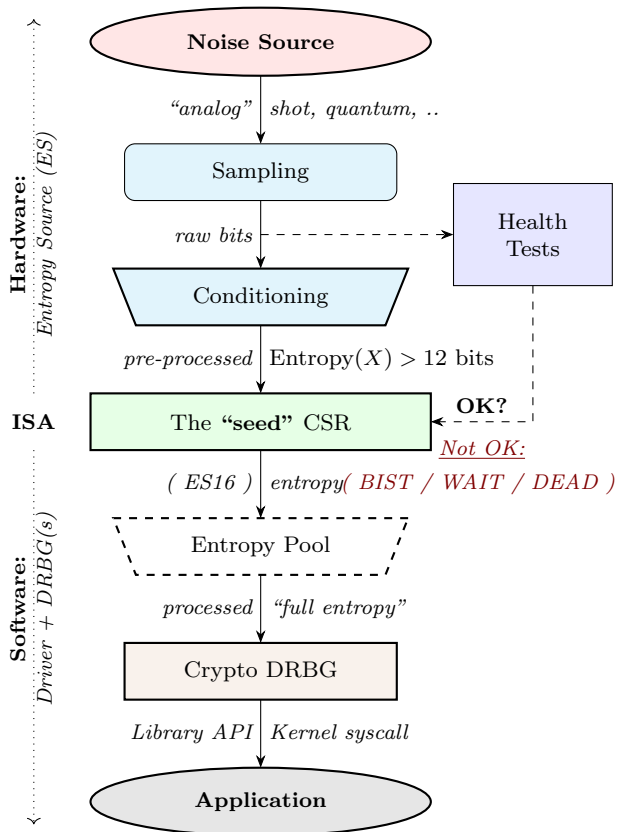 Noise Source
“analog” shot, quantum, ..
Sampling
Health
Tests
raw bits
Conditioning
pre-processed Entropy(X) > 12 bits
Hardware:
Entropy Source (ES)
ISA
The “seed” CSR
OK?
Not OK:
( ES16 ) entropy ( BIST / WAIT / DEAD )
Entropy Pool
processed “full entropy”
Software:
Driver + DRBG(s)
Crypto DRBG
Library API Kernel syscall
Application